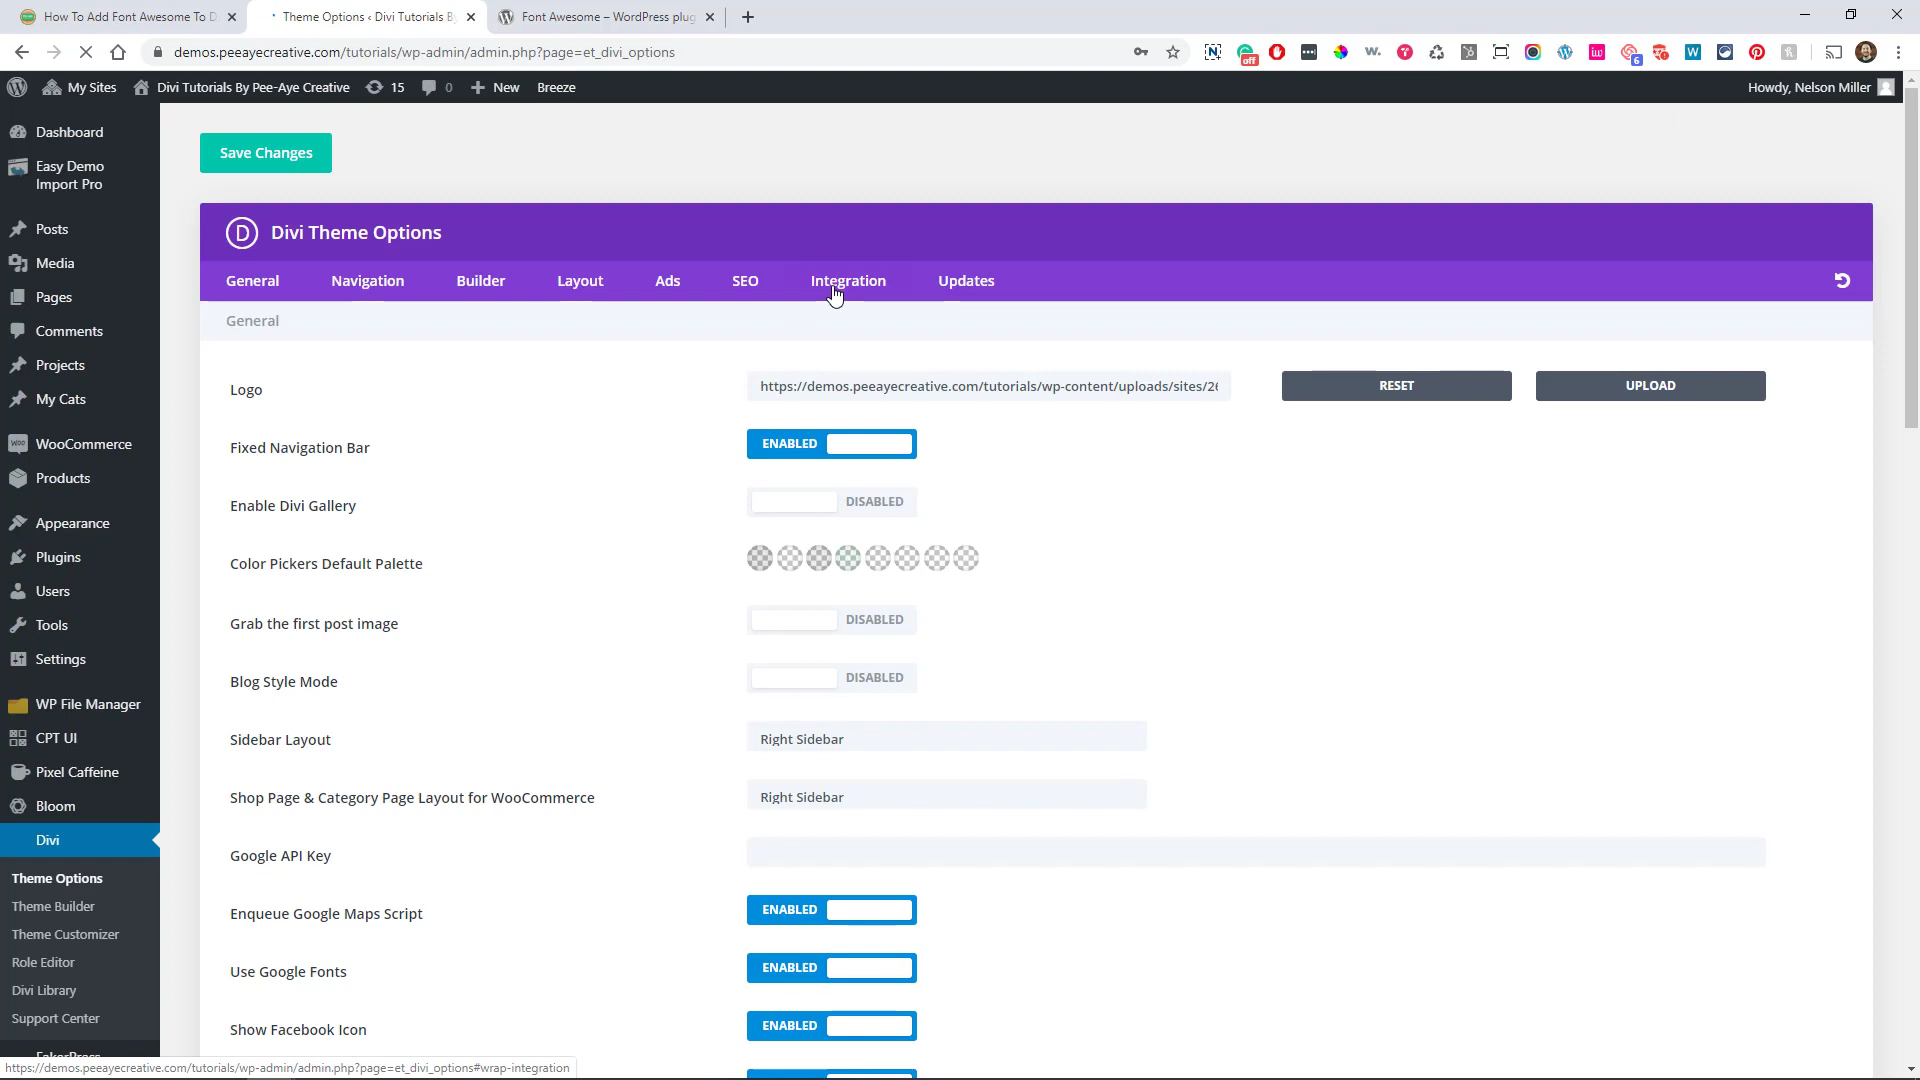 How To Add Font Awesome To D
Theme Options ‹ Divi Tutorials By
Font Awesome – WordPress plug
demos.peeayecreative.com/tutorials/wp-admin/admin.php?page=et_divi_options
off
6
My Sites
Divi Tutorials By Pee-Aye Creative
15
0
New
Breeze
Howdy, Nelson Miller
Dashboard
Easy Demo
Import Pro
Posts
Media
Pages
Comments
Projects
My Cats
WooCommerce
Products
Appearance
Plugins
Users
Tools
Settings
WP File Manager
CPT UI
Pixel Caffeine
Bloom
Divi
Theme Options
Theme Builder
Theme Customizer
Role Editor
Divi Library
Support Center
FakerPress
Save Changes
D
Divi Theme Options
General
Navigation
Builder
Layout
Ads
SEO
Integration
Updates
General
Logo
https://demos.peeayecreative.com/tutorials/wp-content/uploads/sites/26
RESET
UPLOAD
Fixed Navigation Bar
ENABLED
Enable Divi Gallery
DISABLED
Color Pickers Default Palette
Grab the first post image
DISABLED
Blog Style Mode
DISABLED
Sidebar Layout
Right Sidebar
Shop Page & Category Page Layout for WooCommerce
Right Sidebar
Google API Key
Enqueue Google Maps Script
ENABLED
Use Google Fonts
ENABLED
Show Facebook Icon
ENABLED
https://demos.peeayecreative.com/tutorials/wp-admin/admin.php?page=et_divi_options#wrap-integration